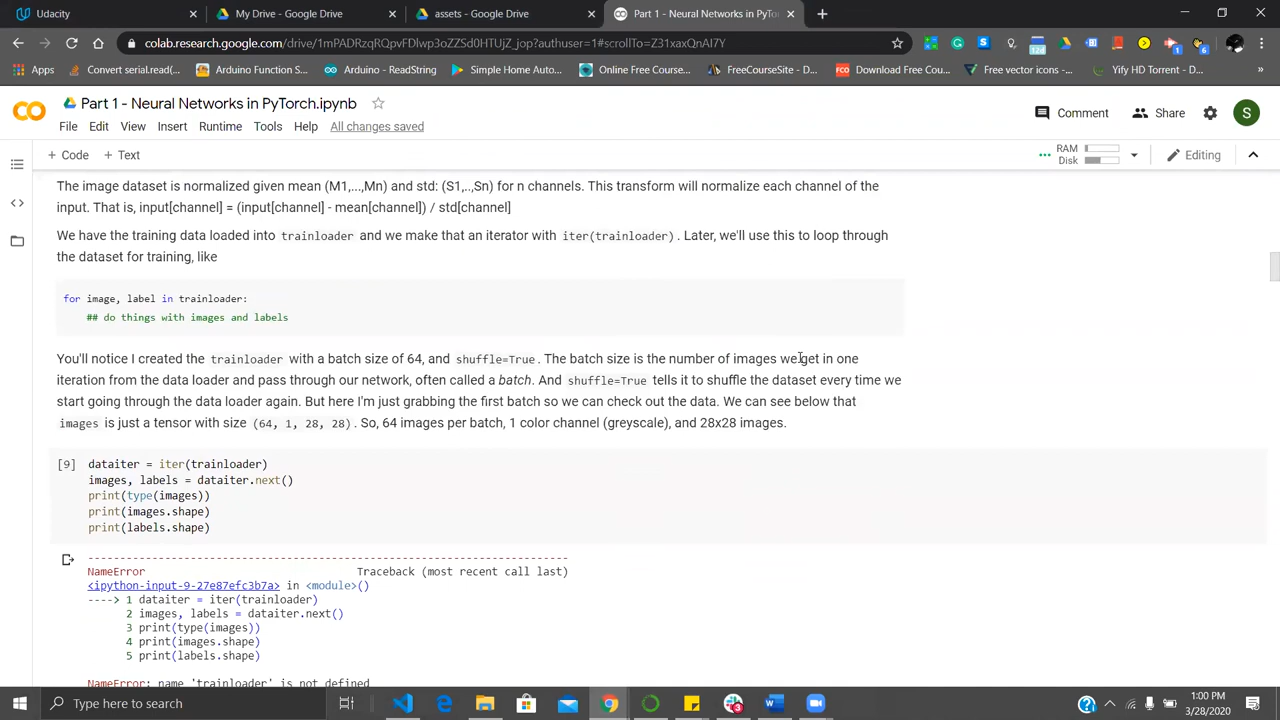 Udacity
My Drive - Google Drive
assets - Google Drive
Part 1 - Neural Networks in PyTo
colab.research.google.com/drive/1mPADRzqRQpvFDlwp3oZZSd0HTUjZ_jop?authuser=1#scrollTo=Z31xaxQnAI7Y
Apps
Convert serial.read(...
Arduino Function S...
Arduino - ReadString
Simple Home Auto...
Online Free Course...
FreeCourseSite - D...
Download Free Cou...
Free vector icons -...
Yify HD Torrent - D...
Part 1 - Neural Networks in PyTorch.ipynb
Comment
Share
S
File Edit View Insert Runtime Tools Help All changes saved
+ Code + Text
RAM
Disk
Editing
The image dataset is normalized given mean (M1,...,Mn) and std: (S1,..,Sn) for n channels. This transform will normalize each channel of the
input. That is, input[channel] = (input[channel] - mean[channel]) / std[channel]
We have the training data loaded into trainloader and we make that an iterator with iter(trainloader). Later, we'll use this to loop through
the dataset for training, like
for image, label in trainloader:
## do things with images and labels
You'll notice I created the trainloader with a batch size of 64, and shuffle=True. The batch size is the number of images we get in one
iteration from the data loader and pass through our network, often called a batch. And shuffle=True tells it to shuffle the dataset every time we
start going through the data loader again. But here I'm just grabbing the first batch so we can check out the data. We can see below that
images is just a tensor with size (64, 1, 28, 28). So, 64 images per batch, 1 color channel (greyscale), and 28x28 images.
[9] dataiter = iter(trainloader)
images, labels = dataiter.next()
print(type(images))
print(images.shape)
print(labels.shape)
---------------------------------------------------------------------------
NameError Traceback (most recent call last)
<ipython-input-9-27e87efc3b7a> in <module>()
----> 1 dataiter = iter(trainloader)
2 images, labels = dataiter.next()
3 print(type(images))
4 print(images.shape)
5 print(labels.shape)
NameError: name 'trainloader' is not defined
Type here to search
1:00 PM
3/28/2020